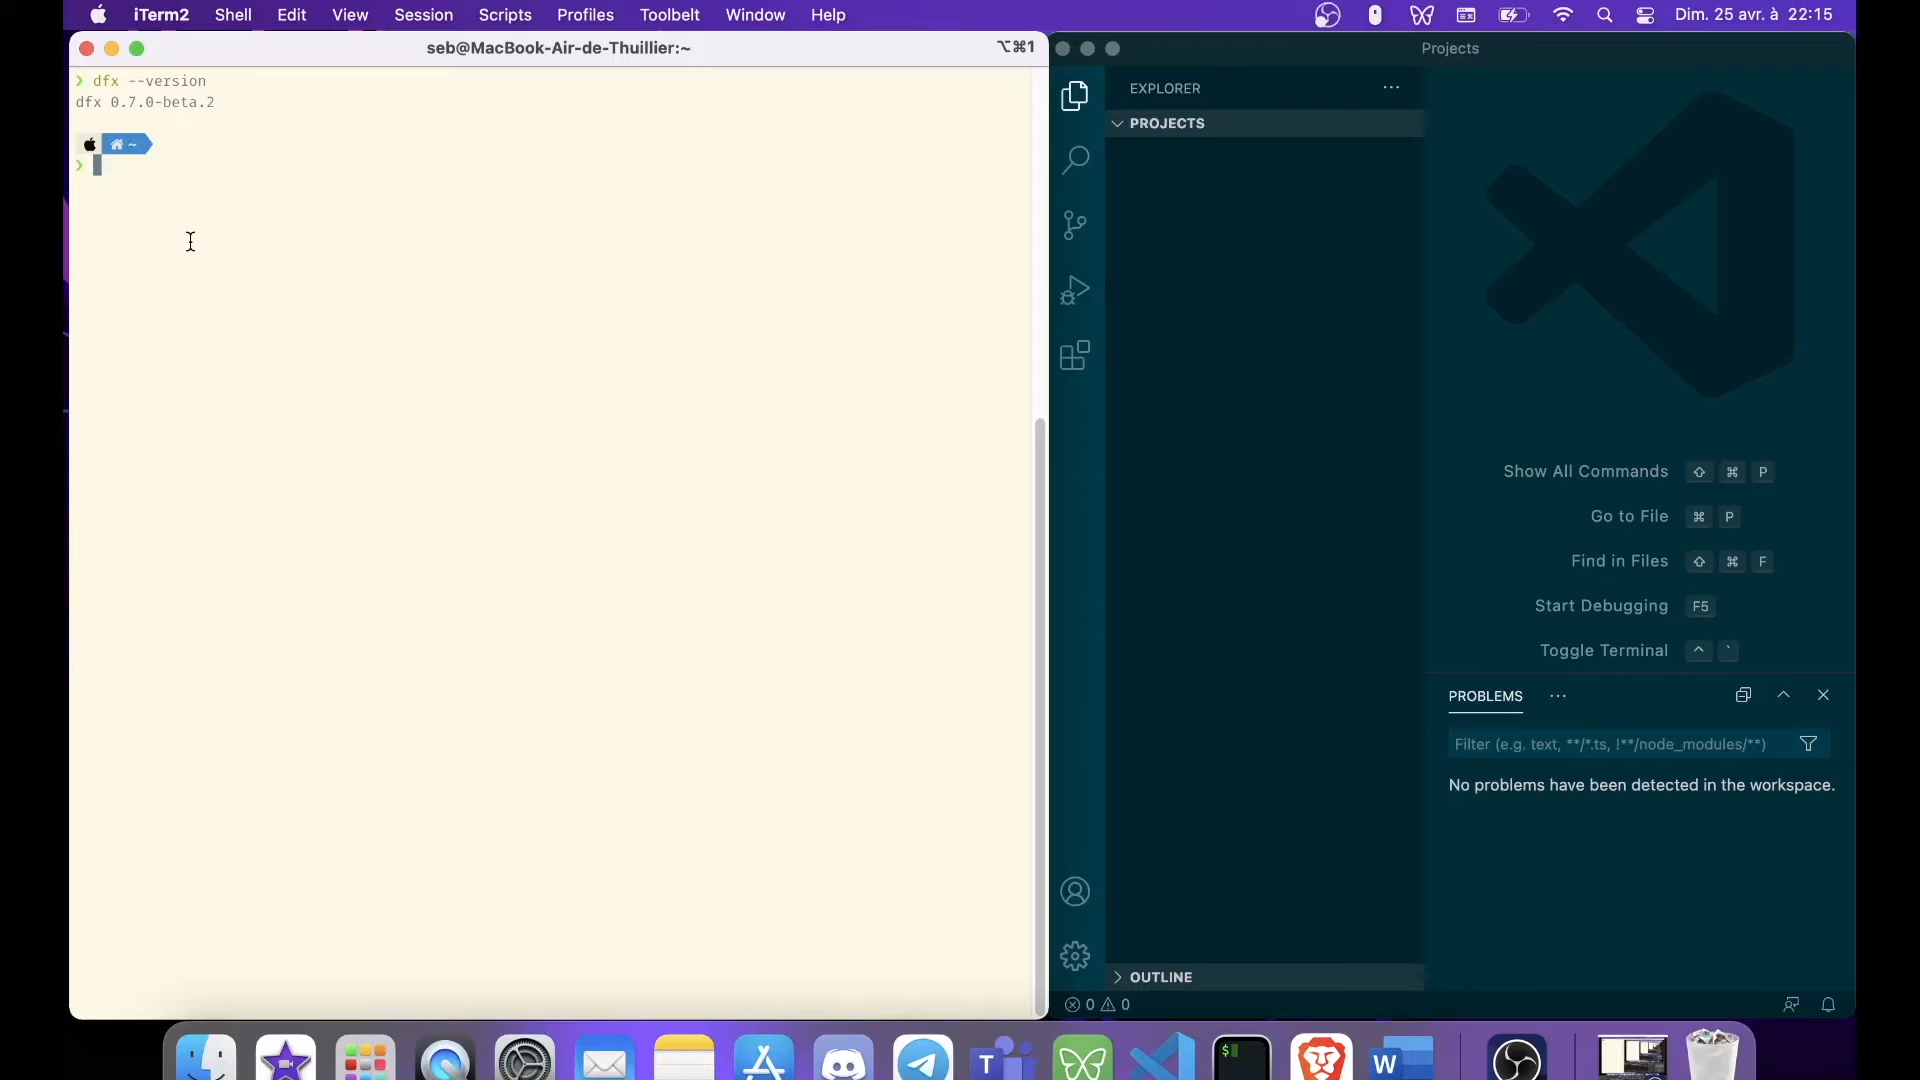 iTerm2 Shell Edit View Session Scripts Profiles Toolbelt Window Help Dim. 25 avr. à 22:15
seb@MacBook-Air-de-Thuillier:~ ⌥⌘1
❯ dfx --version
dfx 0.7.0-beta.2
~
❯
Projects
EXPLORER ···
PROJECTS
Show All Commands ⇧ ⌘ P
Go to File ⌘ P
Find in Files ⇧ ⌘ F
Start Debugging F5
Toggle Terminal ^ `
PROBLEMS ···
Filter (e.g. text, **/*.ts, !**/node_modules/**)
No problems have been detected in the workspace.
OUTLINE
0 0
T
$
W